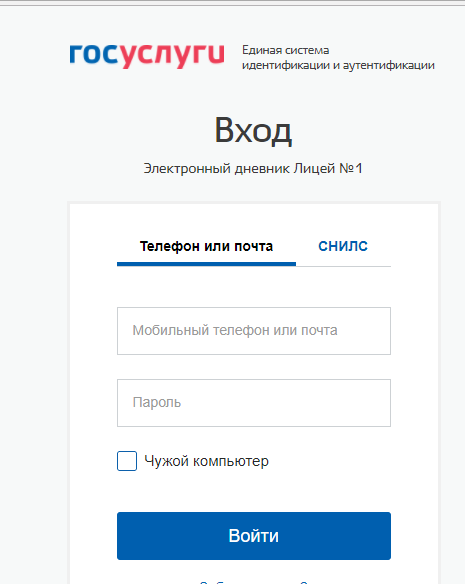 госуслуги
Единая система
идентификации и аутентификации
Вход
Электронный дневник Лицей №1
Телефон или почта
СНИЛС
Мобильный телефон или почта
Пароль
Чужой компьютер
Войти